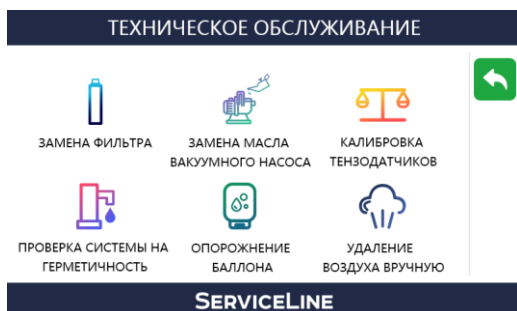 ТЕХНИЧЕСКОЕ ОБСЛУЖИВАНИЕ
ЗАМЕНА ФИЛЬТРА
ЗАМЕНА МАСЛА
ВАКУУМНОГО НАСОСА
КАЛИБРОВКА
ТЕНЗОДАТЧИКОВ
ПРОВЕРКА СИСТЕМЫ НА
ГЕРМЕТИЧНОСТЬ
ОПОРОЖНЕНИЕ
БАЛЛОНА
УДАЛЕНИЕ
ВОЗДУХА ВРУЧНУЮ
SERVICELINE